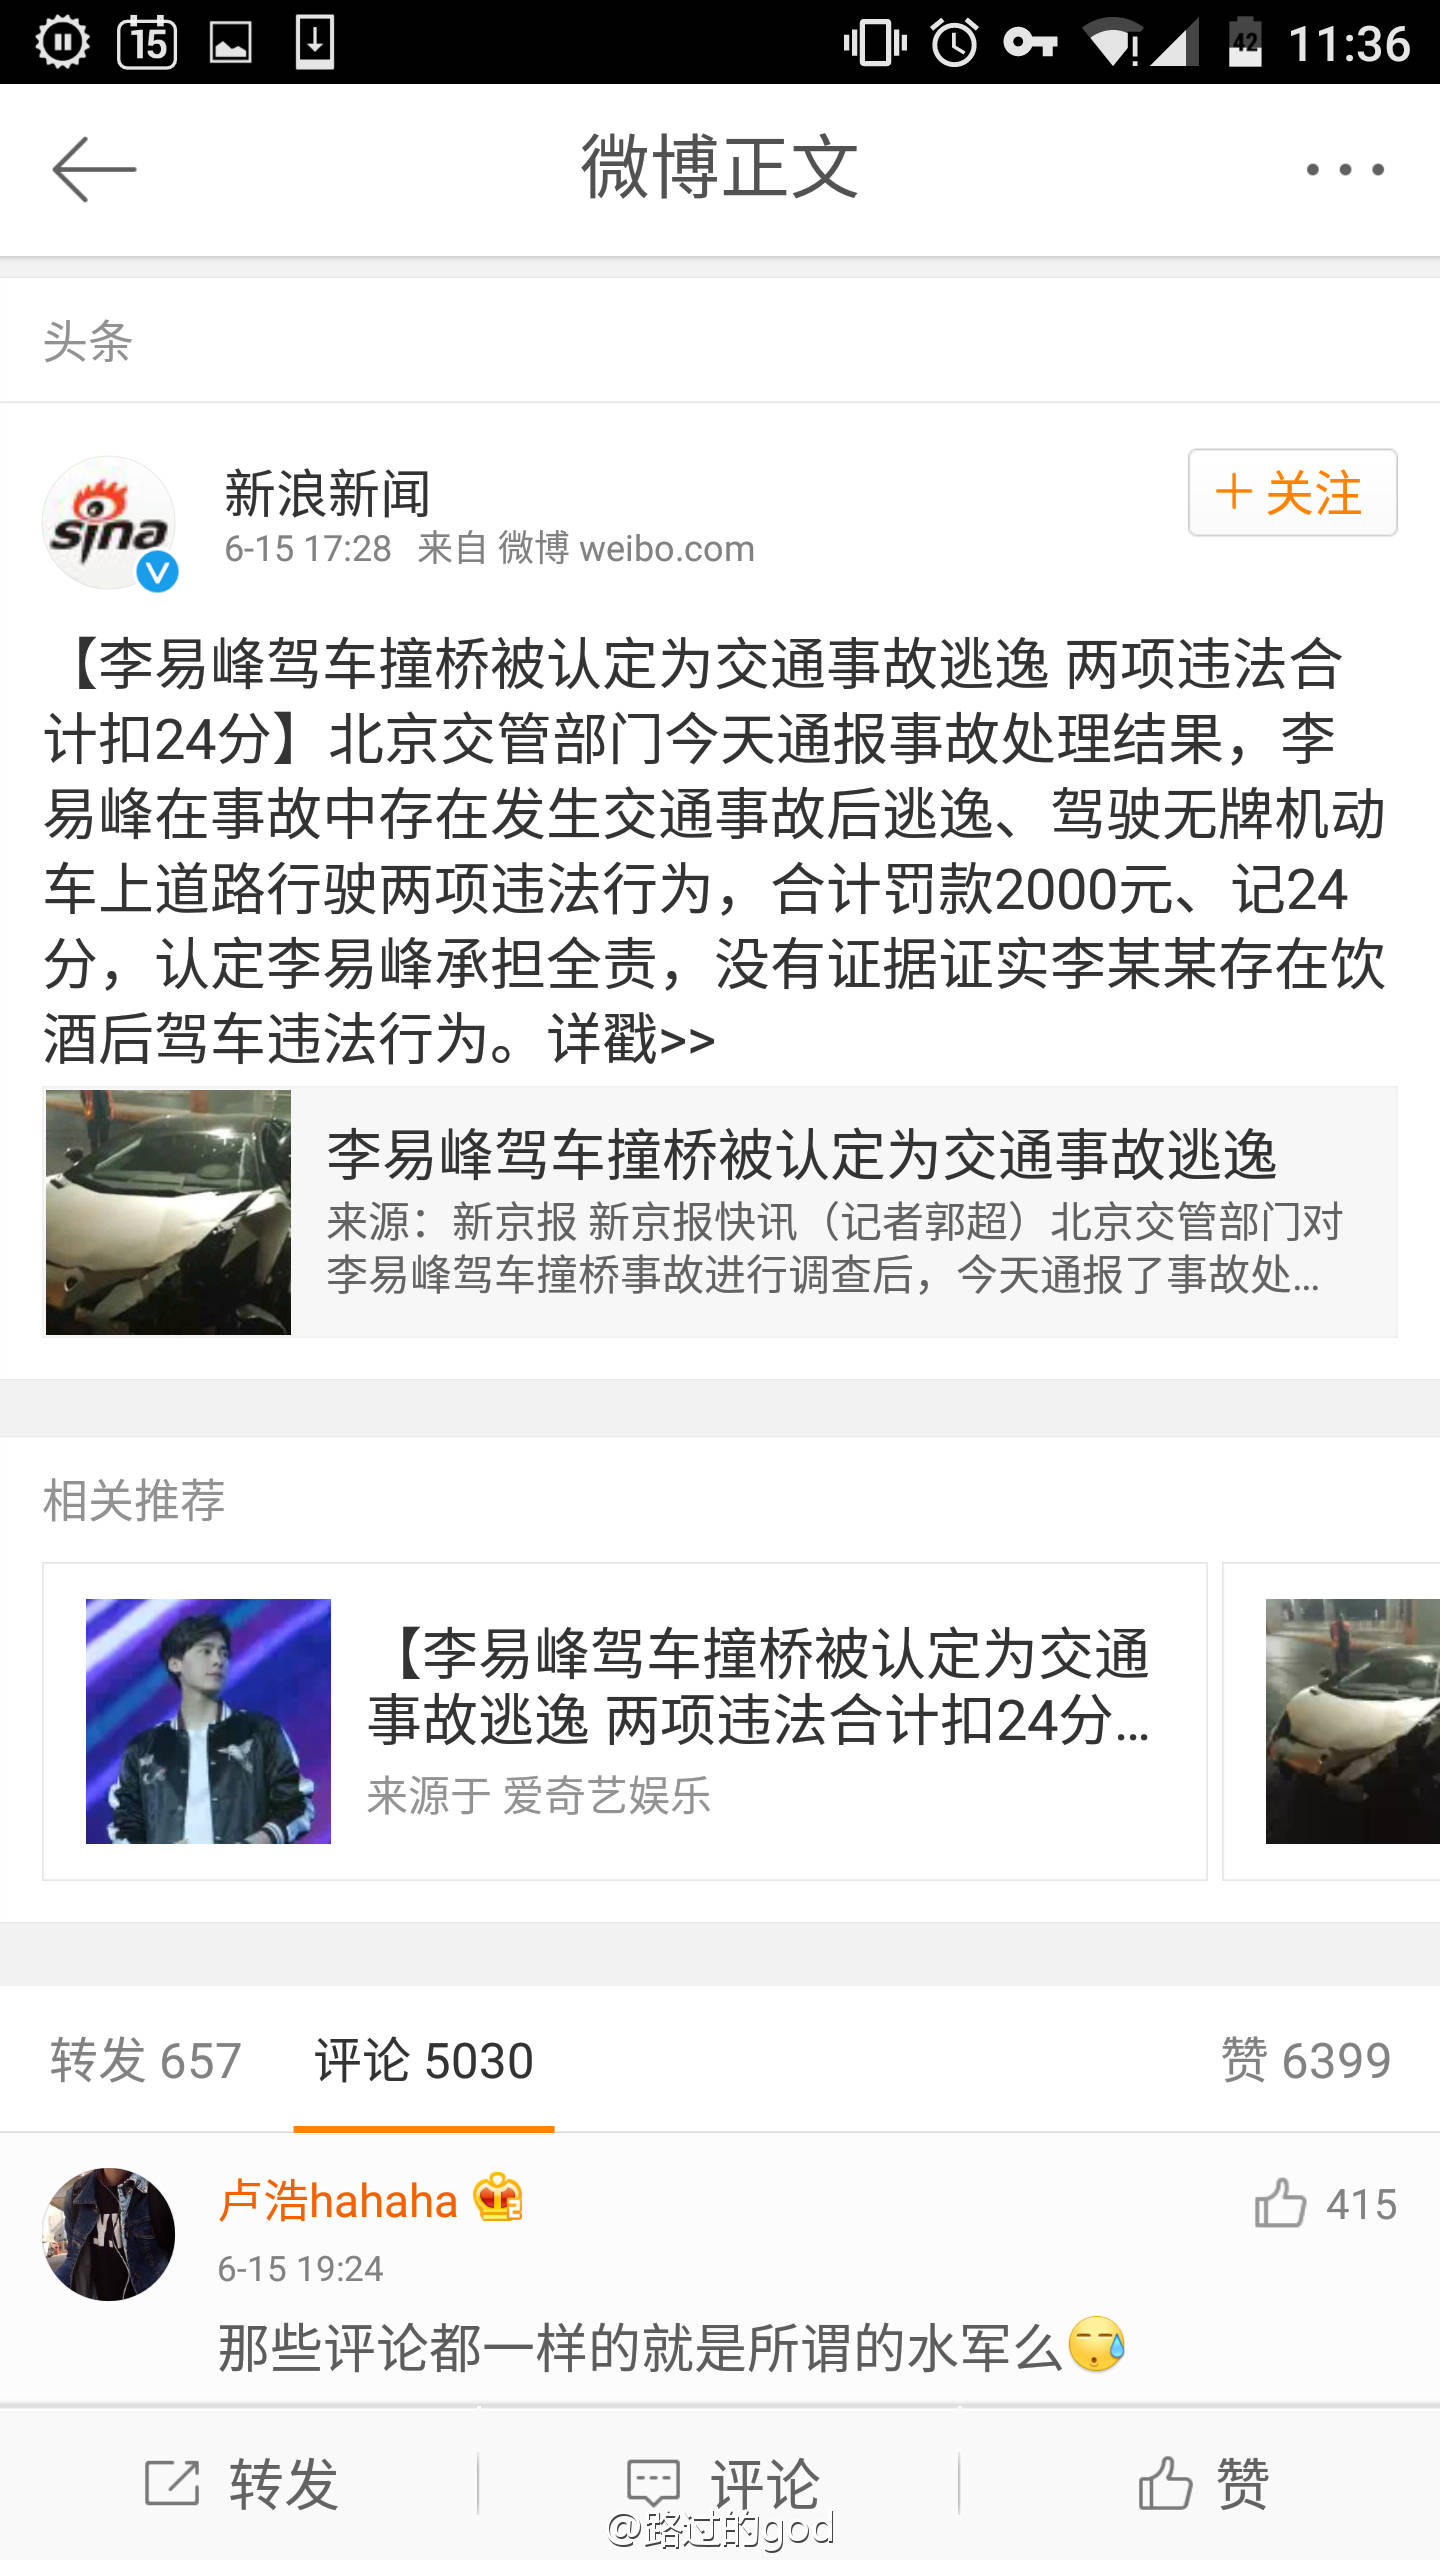 15
42
11:36
微博正文
头条
sina
V
新浪新闻
6-15 17:28 来自 微博 weibo.com
+ 关注
【李易峰驾车撞桥被认定为交通事故逃逸 两项违法合
计扣24分】北京交管部门今天通报事故处理结果，李
易峰在事故中存在发生交通事故后逃逸、驾驶无牌机动
车上道路行驶两项违法行为，合计罚款2000元、记24
分，认定李易峰承担全责，没有证据证实李某某存在饮
酒后驾车违法行为。详戳>>
李易峰驾车撞桥被认定为交通事故逃逸
来源：新京报 新京报快讯（记者郭超）北京交管部门对
李易峰驾车撞桥事故进行调查后，今天通报了事故处...
相关推荐
【李易峰驾车撞桥被认定为交通
事故逃逸 两项违法合计扣24分...
来源于 爱奇艺娱乐
转发 657
评论 5030
赞 6399
卢浩hahaha
415
6-15 19:24
那些评论都一样的就是所谓的水军么
转发
评论
赞
@路过的god